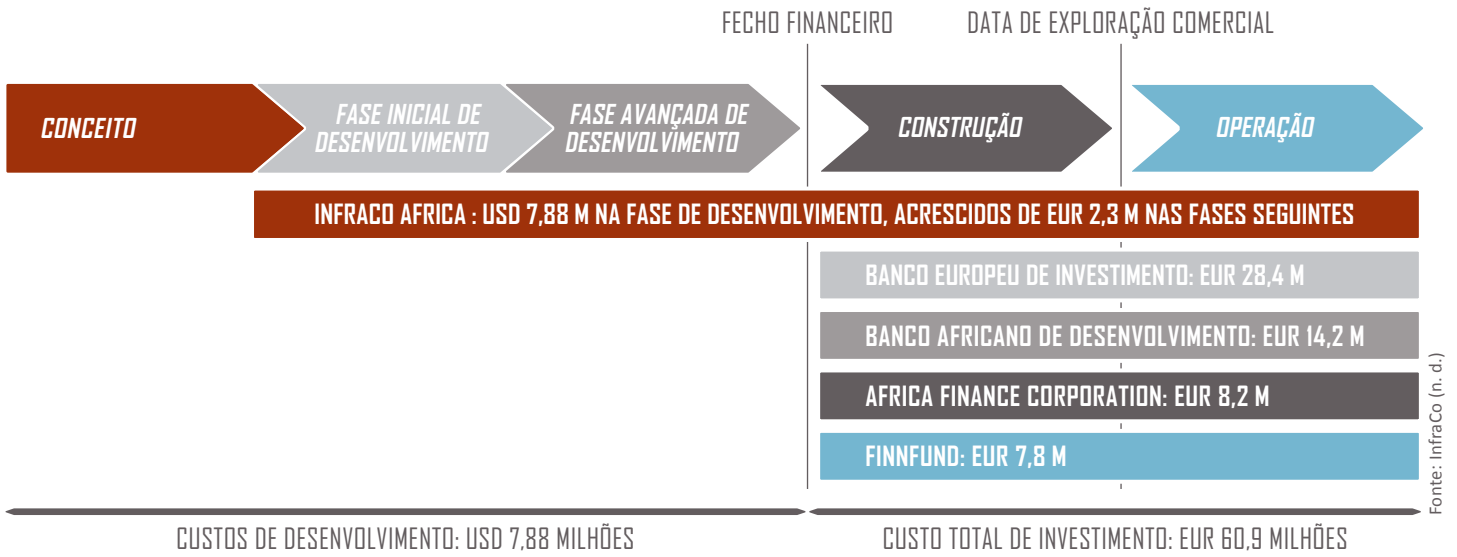 FECHO FINANCEIRO
DATA DE EXPLORAÇÃO COMERCIAL
CONCEITO
FASE INICIAL DE
DESENVOLVIMENTO
FASE AVANÇADA DE
DESENVOLVIMENTO
CONSTRUÇÃO
OPERAÇÃO
INFRACO AFRICA : USD 7,88 M NA FASE DE DESENVOLVIMENTO, ACRESCIDOS DE EUR 2,3 M NAS FASES SEGUINTES
BANCO EUROPEU DE INVESTIMENTO: EUR 28,4 M
BANCO AFRICANO DE DESENVOLVIMENTO: EUR 14,2 M
AFRICA FINANCE CORPORATION: EUR 8,2 M
FINNFUND: EUR 7,8 M
Fonte: InfraCo (n. d.)
CUSTOS DE DESENVOLVIMENTO: USD 7,88 MILHÕES
CUSTO TOTAL DE INVESTIMENTO: EUR 60,9 MILHÕES